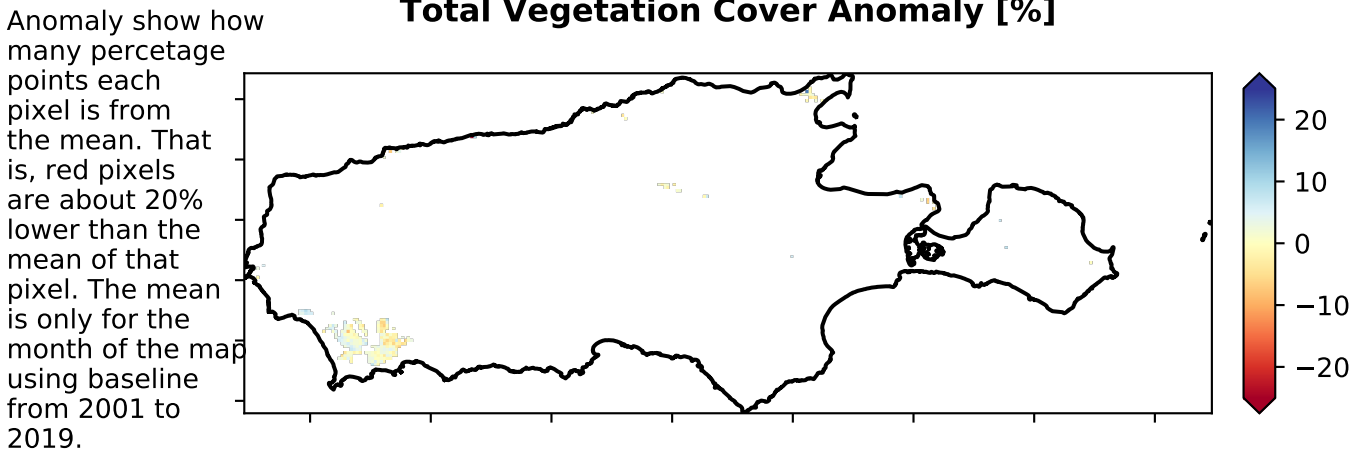 Total Vegetation Cover Anomaly [%]
Anomaly show how
many percetage
points each
pixel is from
the mean. That
is, red pixels
are about 20%
lower than the
mean of that
pixel. The mean
is only for the
month of the map
using baseline
from 2001 to
2019.
20
10
0
−10
−20